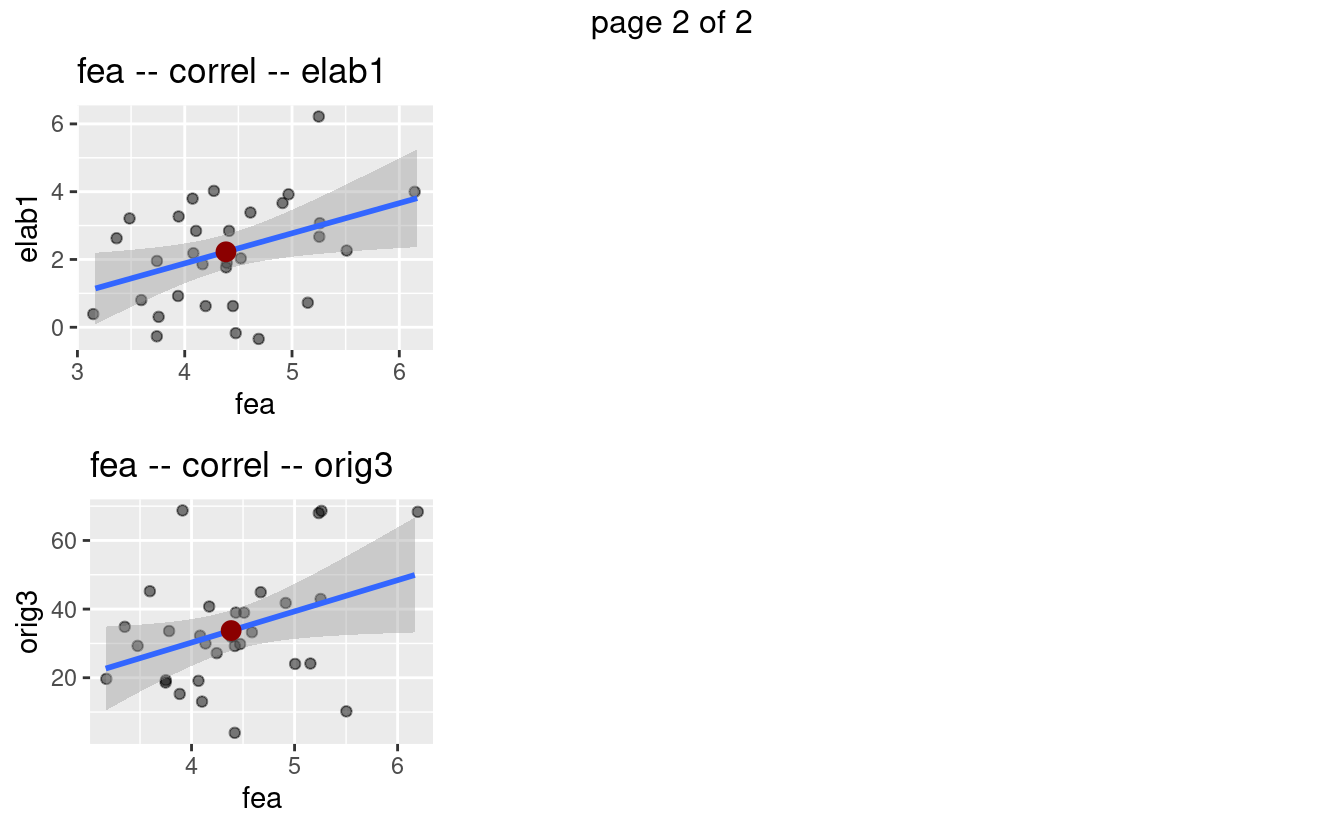 page 2 of 2
fea -- correl -- elab1
6
4
2
0
elab1
3 4 5 6
fea
fea -- correl -- orig3
60
40
20
orig3
4 5 6
fea